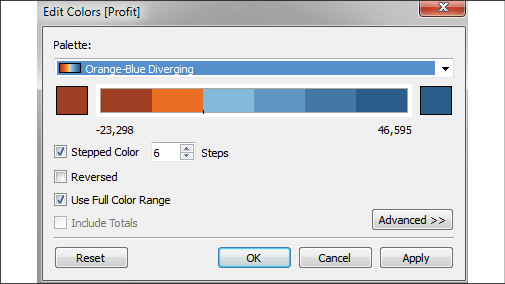 Edit Colors [Profit]
Palette:
Orange-Blue Diverging
-23,298 46,595
Stepped Color 6 Steps
Reversed
Use Full Color Range
Include Totals
Advanced >>
Reset OK Cancel Apply